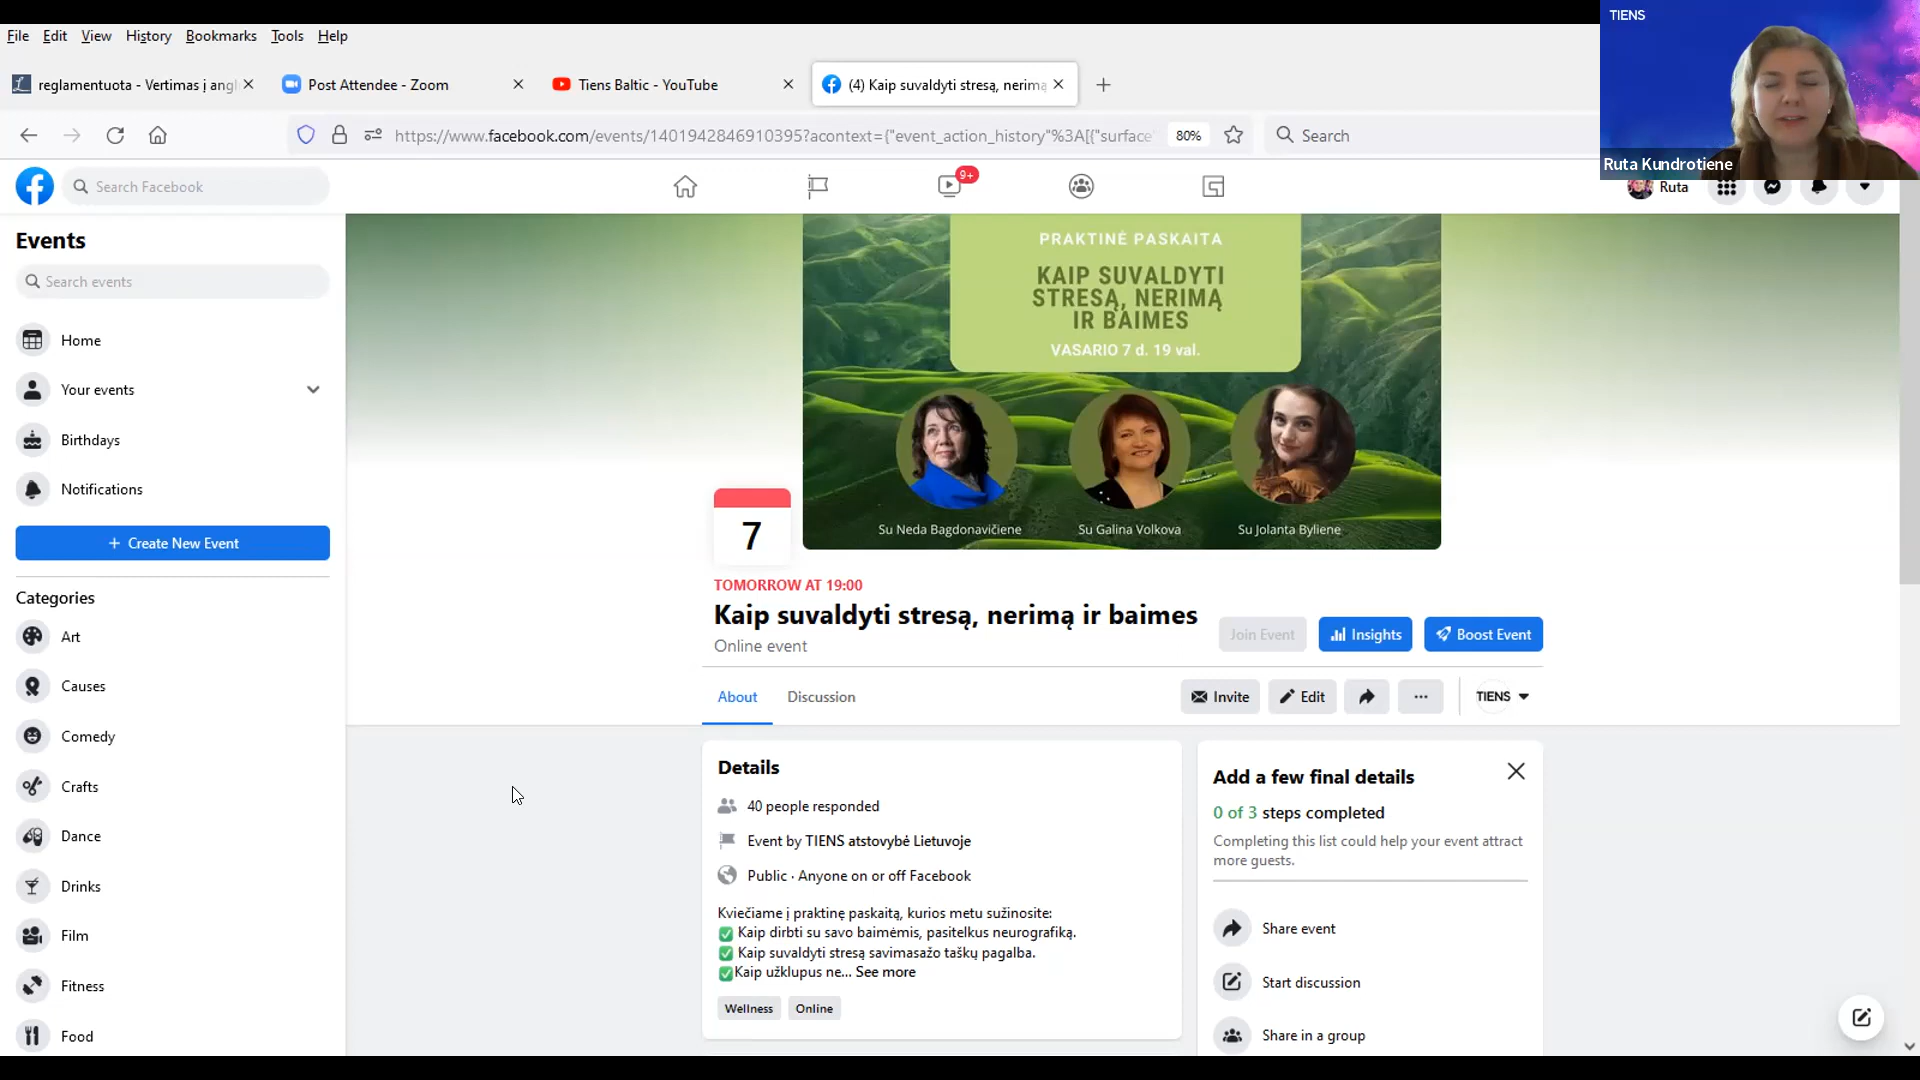 File Edit View History Bookmarks Tools Help
TIENS
reglamentuota - Vertimas į angl
Post Attendee - Zoom
Tiens Baltic - YouTube
(4) Kaip suvaldyti stresą, nerimą
https://www.facebook.com/events/1401942846910395?acontext={"event_action_history"%3A[{"surface"
80%
Search
Ruta Kundrotiene
Search Facebook
9+
Ruta
Events
Search events
Home
Your events
Birthdays
Notifications
+ Create New Event
Categories
Art
Causes
Comedy
Crafts
Dance
Drinks
Film
Fitness
Food
PRAKTINĖ PASKAITA
KAIP SUVALDYTI
STRESĄ, NERIMĄ
IR BAIMES
VASARIO 7 d. 19 val.
Su Neda Bagdonavičiene
Su Galina Volkova
Su Jolanta Byliene
7
TOMORROW AT 19:00
Kaip suvaldyti stresą, nerimą ir baimes
Online event
Join Event
Insights
Boost Event
About
Discussion
Invite
Edit
TIENS
Details
40 people responded
Event by TIENS atstovybė Lietuvoje
Public · Anyone on or off Facebook
Kviečiame į praktinę paskaitą, kurios metu sužinosite:
✅ Kaip dirbti su savo baimėmis, pasitelkus neurografiką.
✅ Kaip suvaldyti stresą savimasažo taškų pagalba.
✅Kaip užklupus ne... See more
Wellness
Online
Add a few final details
0 of 3 steps completed
Completing this list could help your event attract
more guests.
Share event
Start discussion
Share in a group